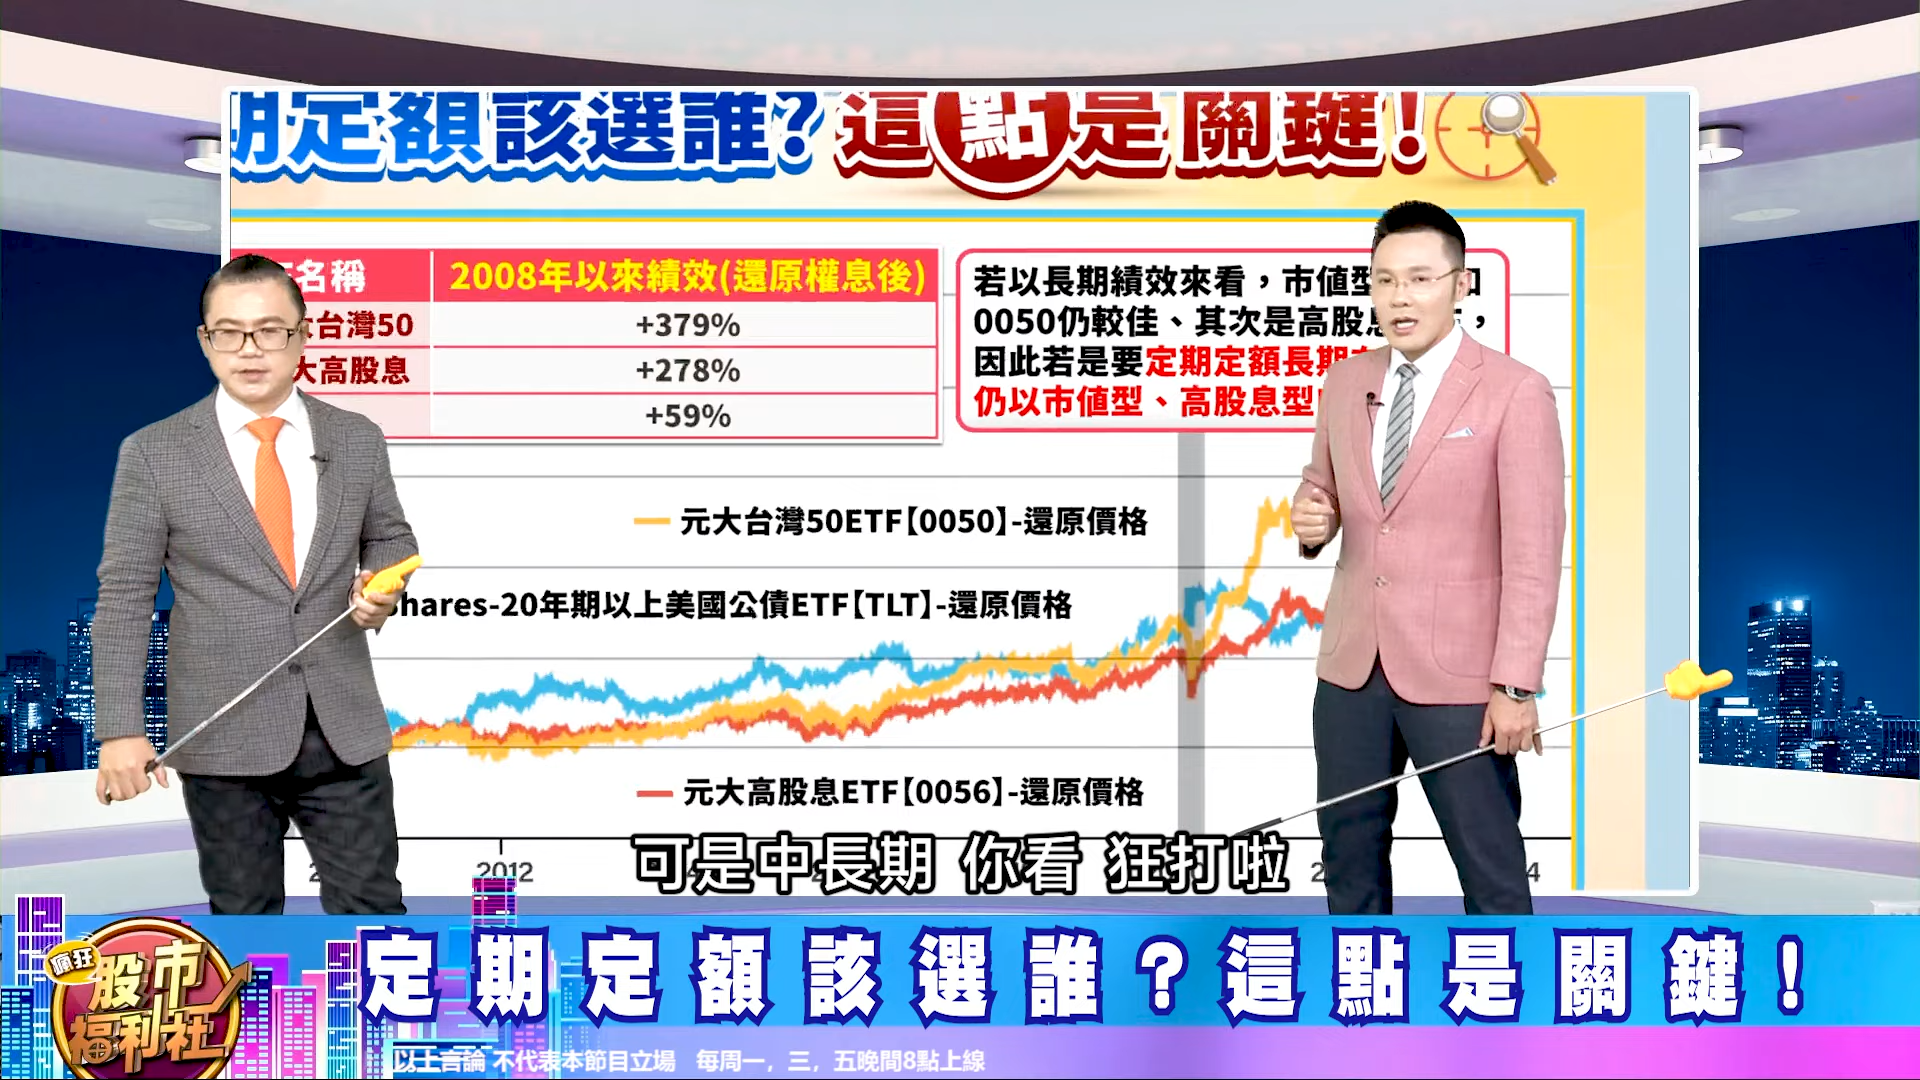 期定額該選誰？這點是關鍵！
名稱
2008年以來績效(還原權息後)
台灣50
+379%
大高股息
+278%
+59%
若以長期績效來看，市值型
0050仍較佳、其次是高股息
，
因此若是要定期定額長期
仍以市值型、高股息型
元大台灣50ETF【0050】-還原價格
hares-20年期以上美國公債ETF【TLT】-還原價格
元大高股息ETF【0056】-還原價格
2012
4
可是中長期 你看 狂打啦
定期定額該選誰？這點是關鍵！
瘋狂
股市
福利社
以上言論 不代表本節目立場 每周一，三，五晚間8點上線